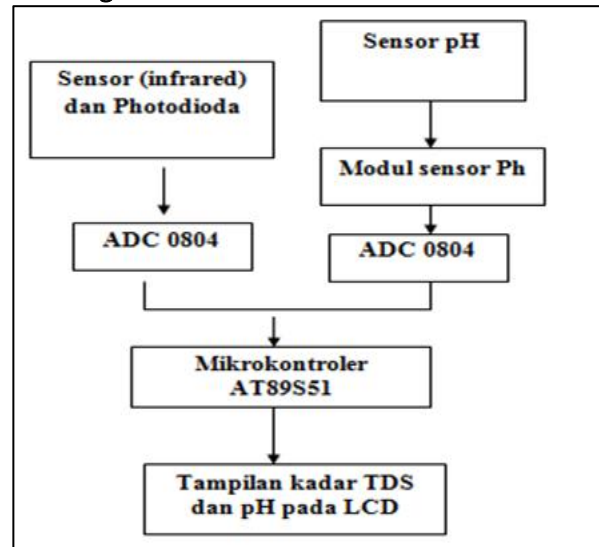 Sensor pH
Sensor (infrared)
dan Photodioda
Modul sensor Ph
ADC 0804
ADC 0804
Mikrokontroler
AT89S51
Tampilan kadar TDS
dan pH pada LCD